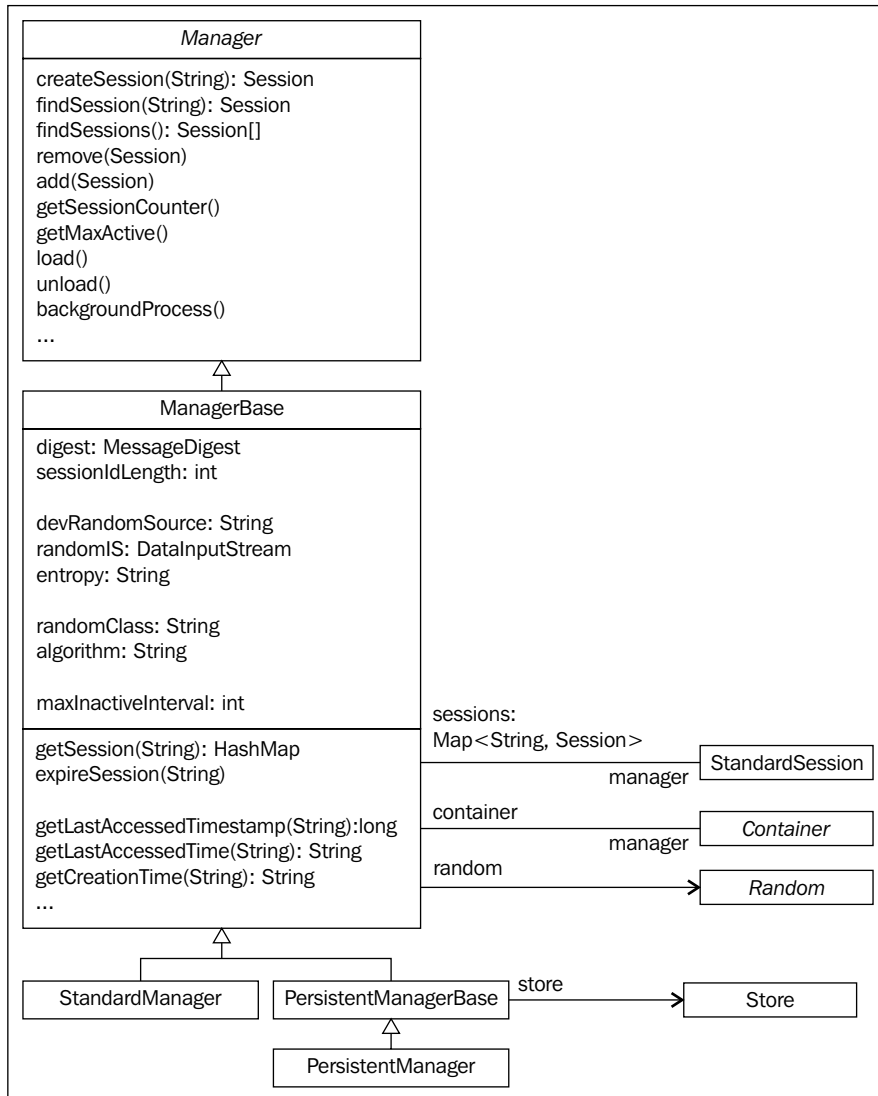 Manager
createSession(String): Session
findSession(String): Session
findSessions(): Session[]
remove(Session)
add(Session)
getSessionCounter()
getMaxActive()
load()
unload()
backgroundProcess()
...
ManagerBase
digest: MessageDigest
sessionIdLength: int
devRandomSource: String
randomIS: DataInputStream
entropy: String
randomClass: String
algorithm: String
maxInactiveInterval: int
getSession(String): HashMap
expireSession(String)
getLastAccessedTimestamp(String):long
getLastAccessedTime(String): String
getCreationTime(String): String
...
sessions:
Map<String, Session>
manager
StandardSession
container
manager
Container
random
Random
StandardManager
PersistentManagerBase
store
Store
PersistentManager